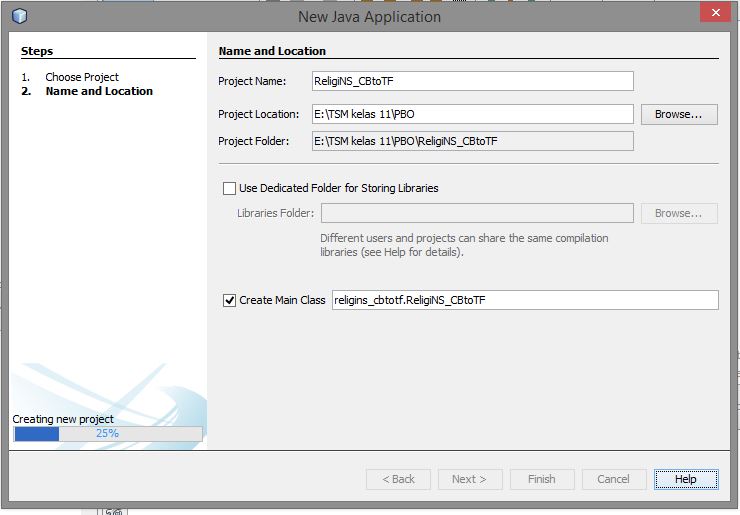 New Java Application
Steps
1. Choose Project
2. Name and Location
Name and Location
Project Name: ReligiNS_CBtoTF
Project Location: E:\TSM kelas 11\PBO Browse...
Project Folder: E:\TSM kelas 11\PBO\ReligiNS_CBtoTF
Use Dedicated Folder for Storing Libraries
Libraries Folder: Browse...
Different users and projects can share the same compilation
libraries (see Help for details).
Create Main Class religins_cbtotf.ReligiNS_CBtoTF
Creating new project
25%
< Back Next > Finish Cancel Help